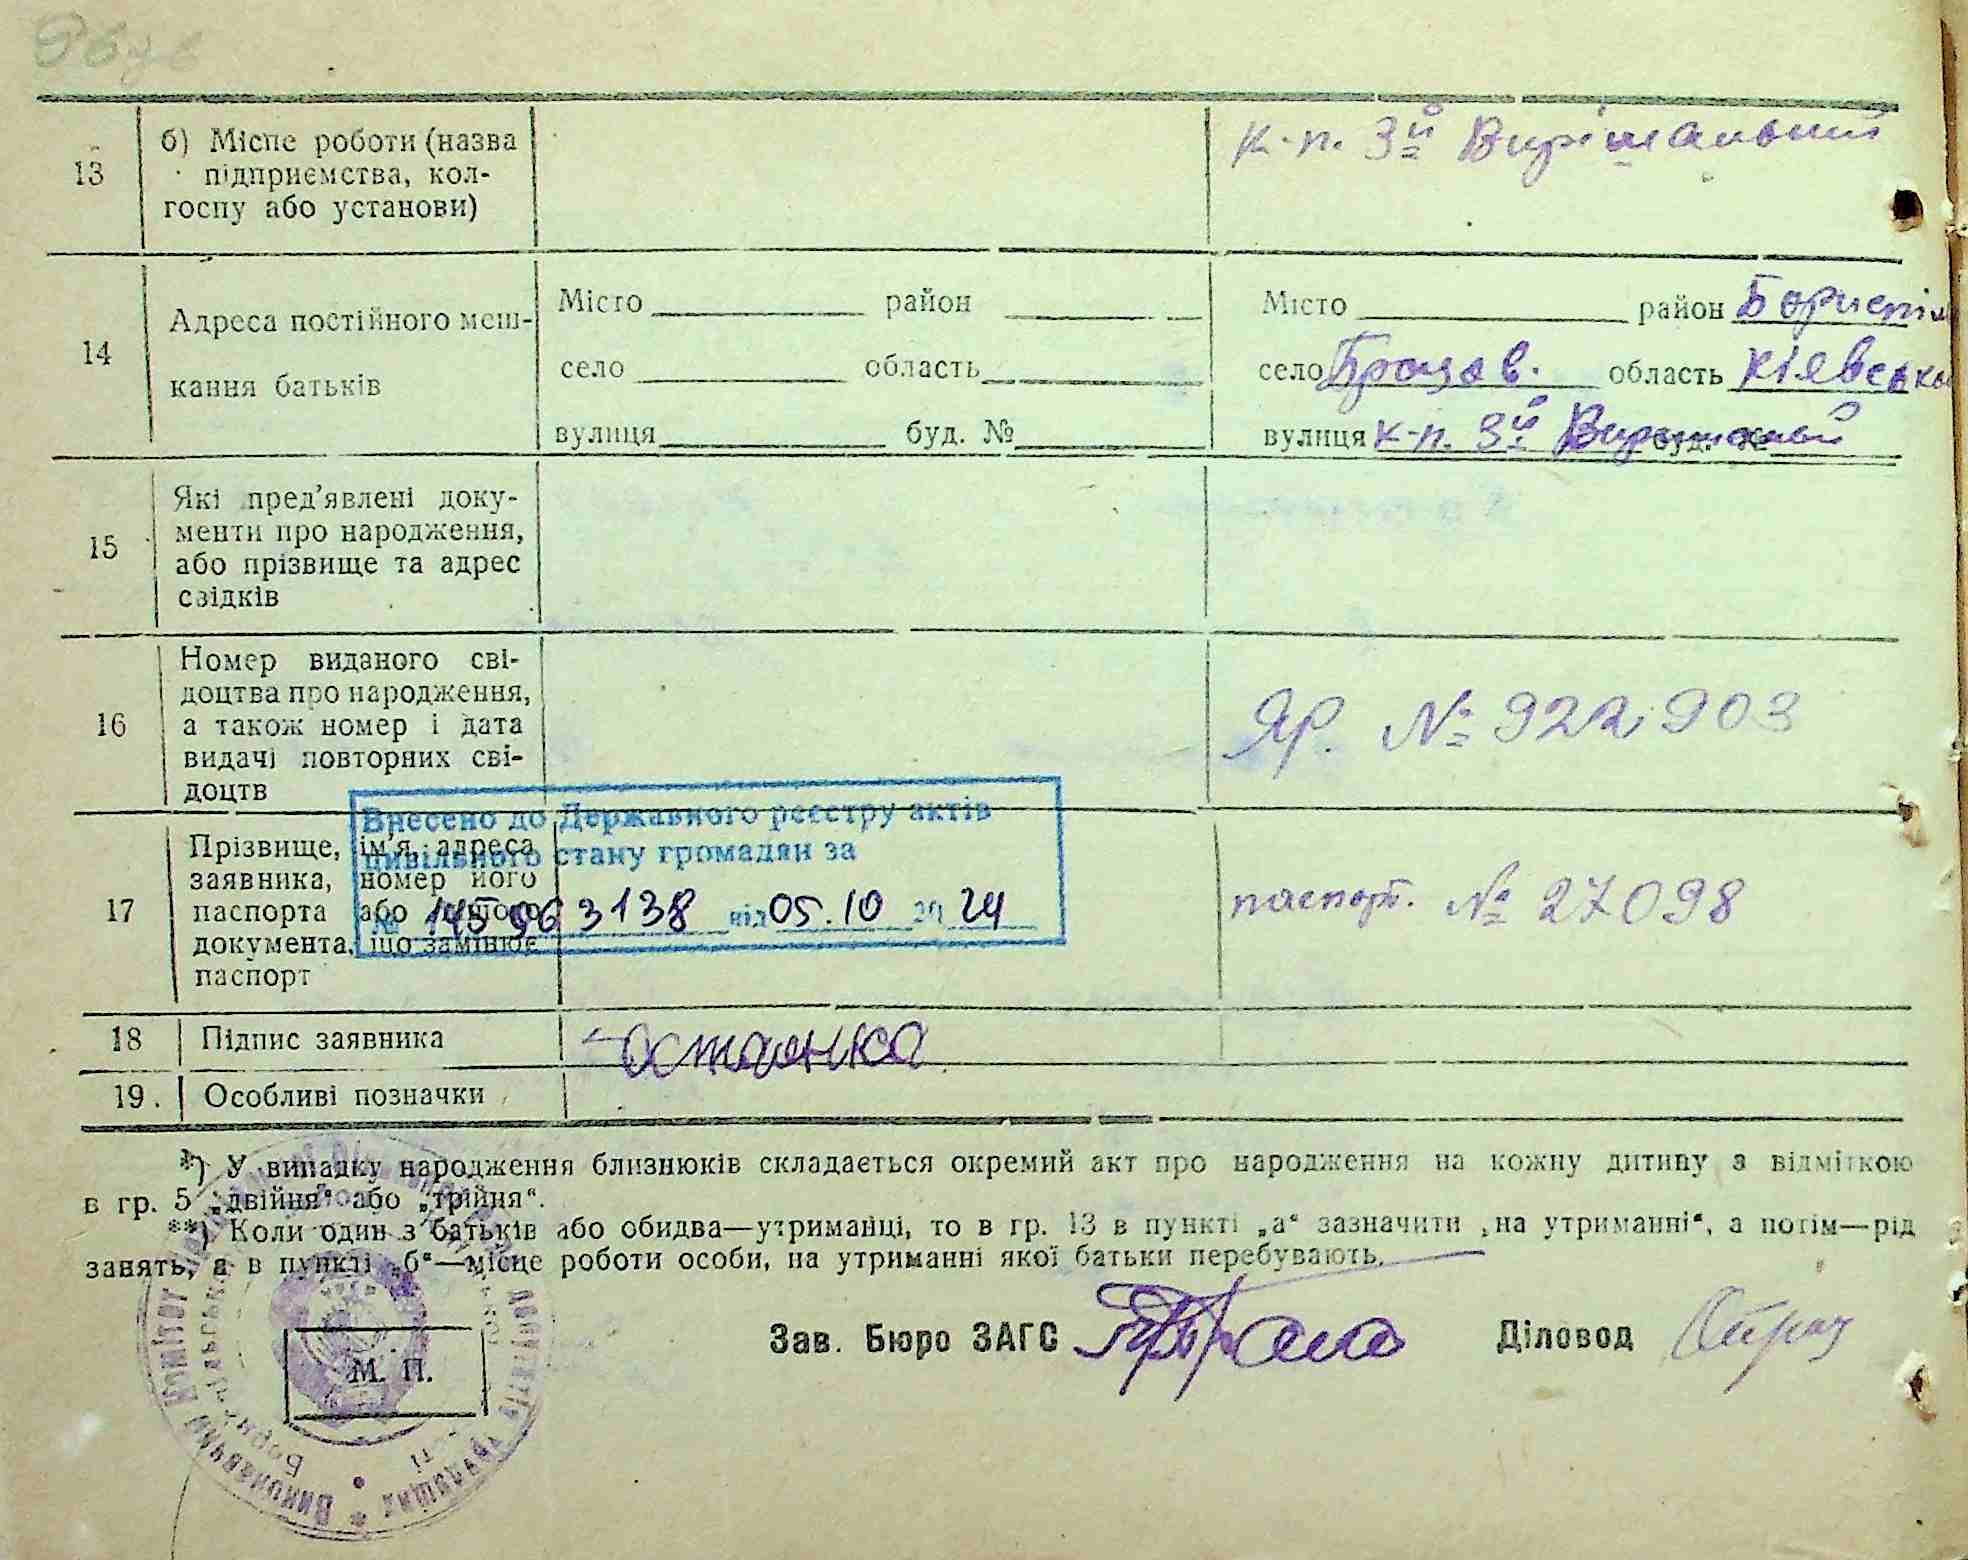 13 б) Місце роботи (назва
підприємства, кол-
госпу або установи)
к-п. 3й Вирішальний
14 Адреса постійного меш-
кання батьків
Місто район
село область
вулиця буд. №
Місто район Бориспіл
село область Кіявська
вулиця к-п. 3й буд. №
15 Які пред’явлені доку-
менти про народження,
або прізвище та адрес
свідків
16 Номер виданого сві-
доцтва про народження,
а також номер і дата
видачі повторних сві-
доцтв
ЯР. № 922903
Внесено до Державного реєстру актів
цивільного стану громадян за
№ 145963138 від 05.10 20 24
17 Прізвище, ім’я, адреса
заявника, номер його
паспорта або іншого
документа, що замінює
паспорт
паспорт. № 27098
18 Підпис заявника Остапенко
19. Особливі позначки
*) У випадку народження близнюків складається окремий акт про народження на кожну дитину з відміткою
в гр. 5 „двійня“ або „трійня“.
**) Коли один з батьків або обидва—утриманці, то в гр. 13 в пункті „а“ зазначити „на утриманні“, а потім—рід
занять, а в пункті „б“—місце роботи особи, на утриманні якої батьки перебувають.
Зав. Бюро ЗАГС Діловод
М. П.